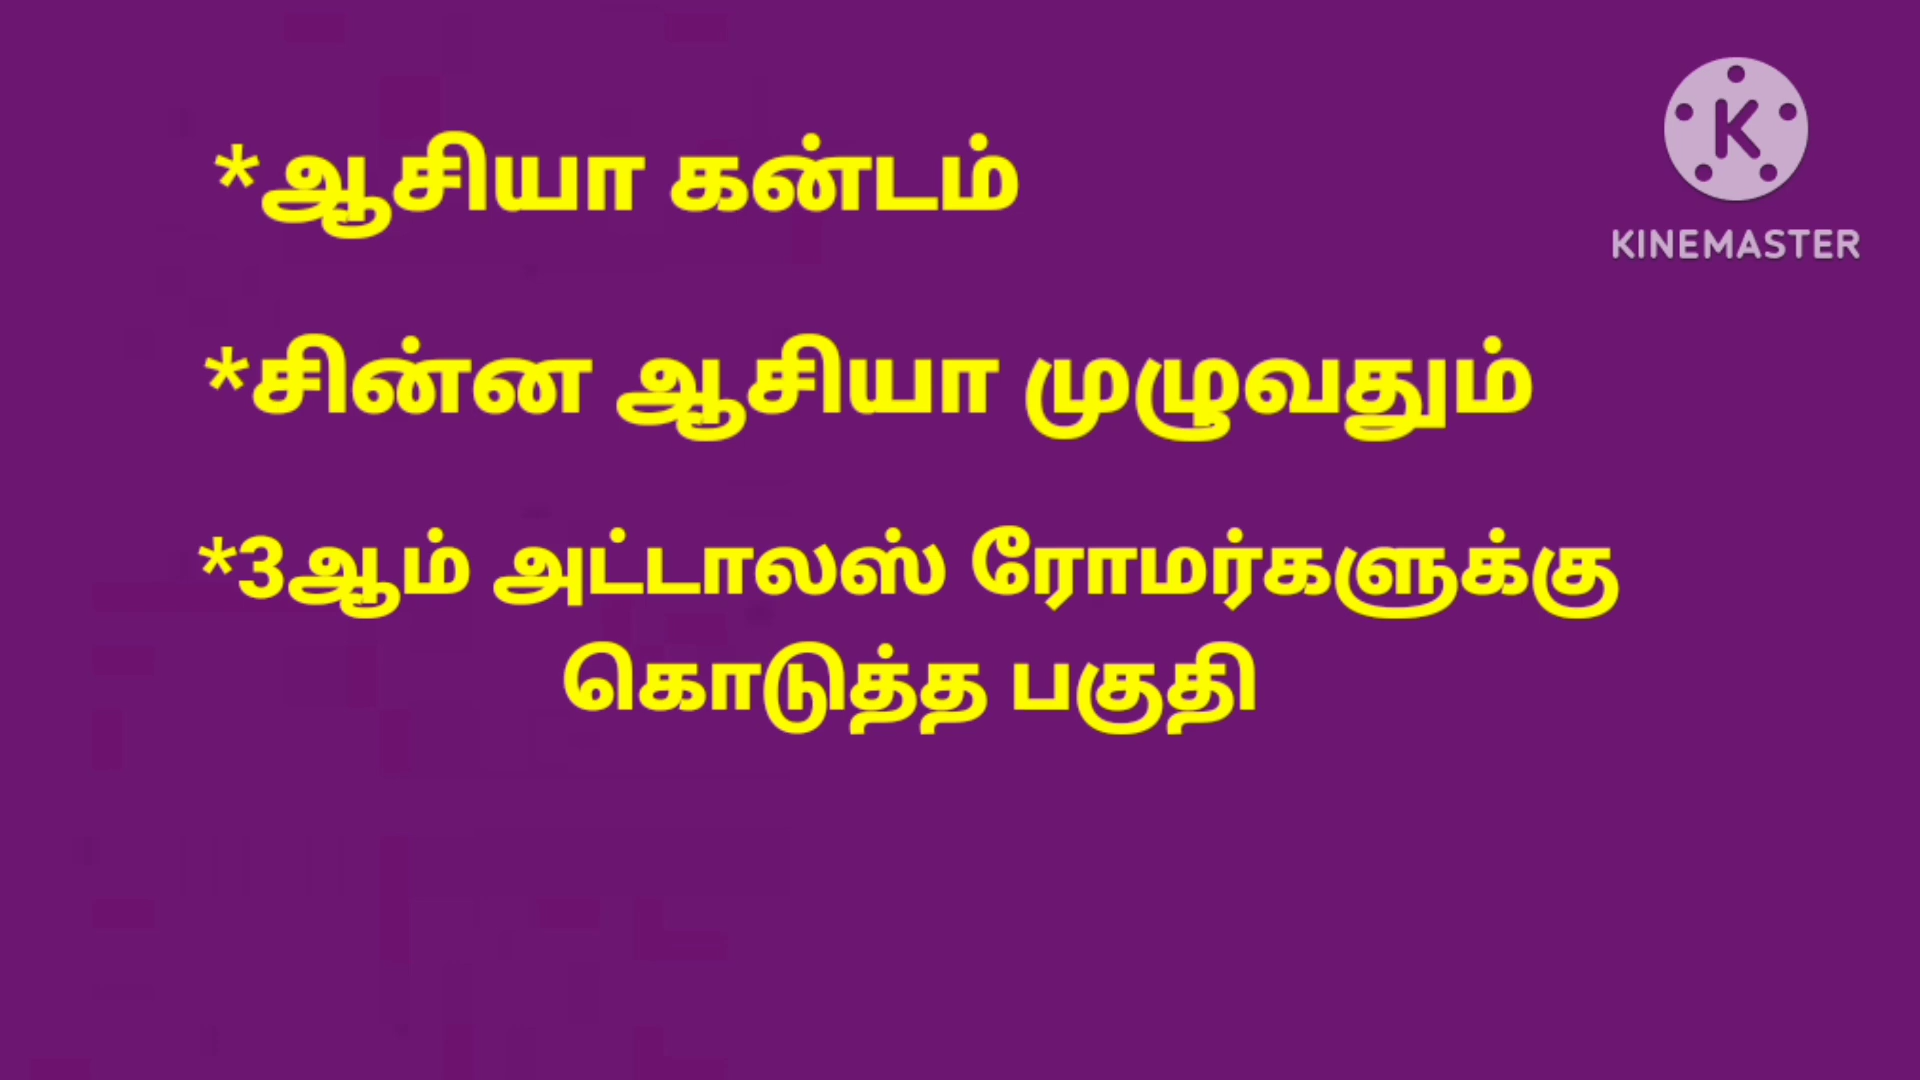 *ஆசியா கன்டம்
KINEMASTER
*சின்ன ஆசியா முழுவதும்
*3ஆம் அட்டாலஸ் ரோமர்களுக்கு
கொடுத்த பகுதி